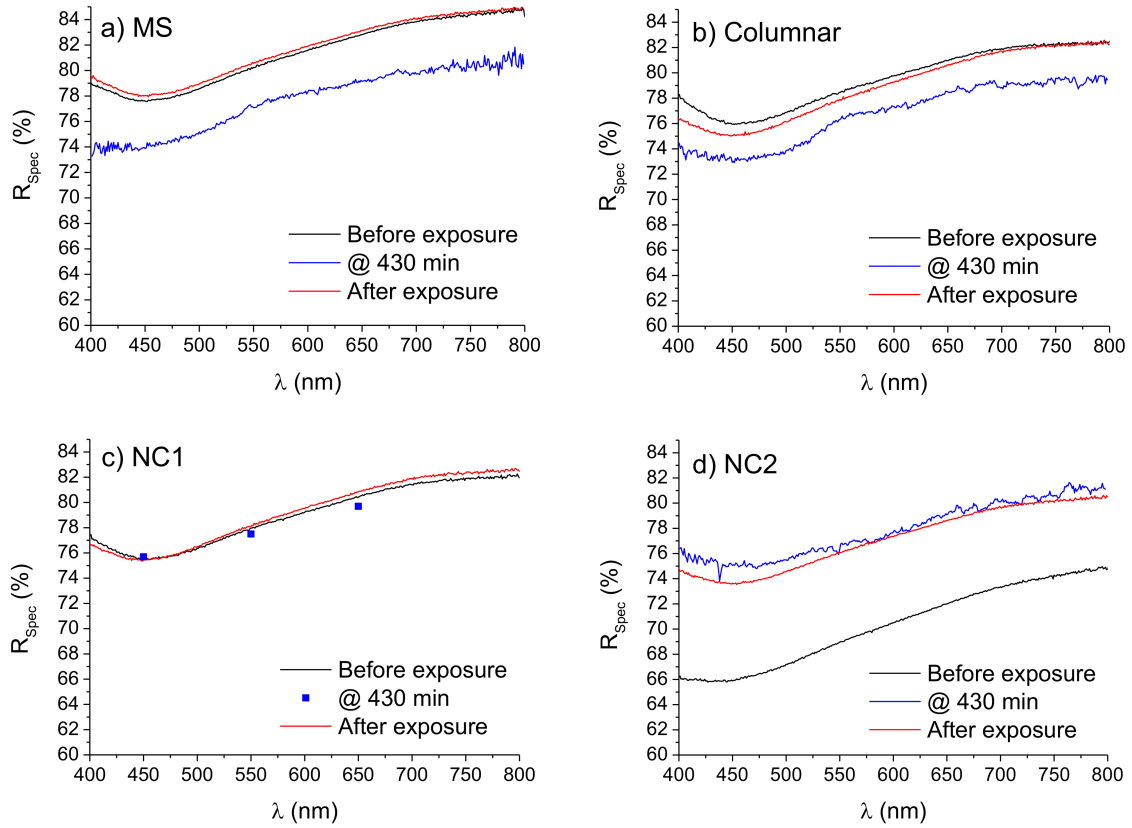 a) MS
84
82
80
78
76
74
72
70
68
66
64
62
60
R_Spec (%)
Before exposure
@ 430 min
After exposure
400 450 500 550 600 650 700 750 800
λ (nm)
b) Columnar
84
82
80
78
76
74
72
70
68
66
64
62
60
R_Spec (%)
Before exposure
@ 430 min
After exposure
400 450 500 550 600 650 700 750 800
λ (nm)
c) NC1
84
82
80
78
76
74
72
70
68
66
64
62
60
R_Spec (%)
Before exposure
@ 430 min
After exposure
400 450 500 550 600 650 700 750 800
λ (nm)
d) NC2
84
82
80
78
76
74
72
70
68
66
64
62
60
R_Spec (%)
Before exposure
@ 430 min
After exposure
400 450 500 550 600 650 700 750 800
λ (nm)